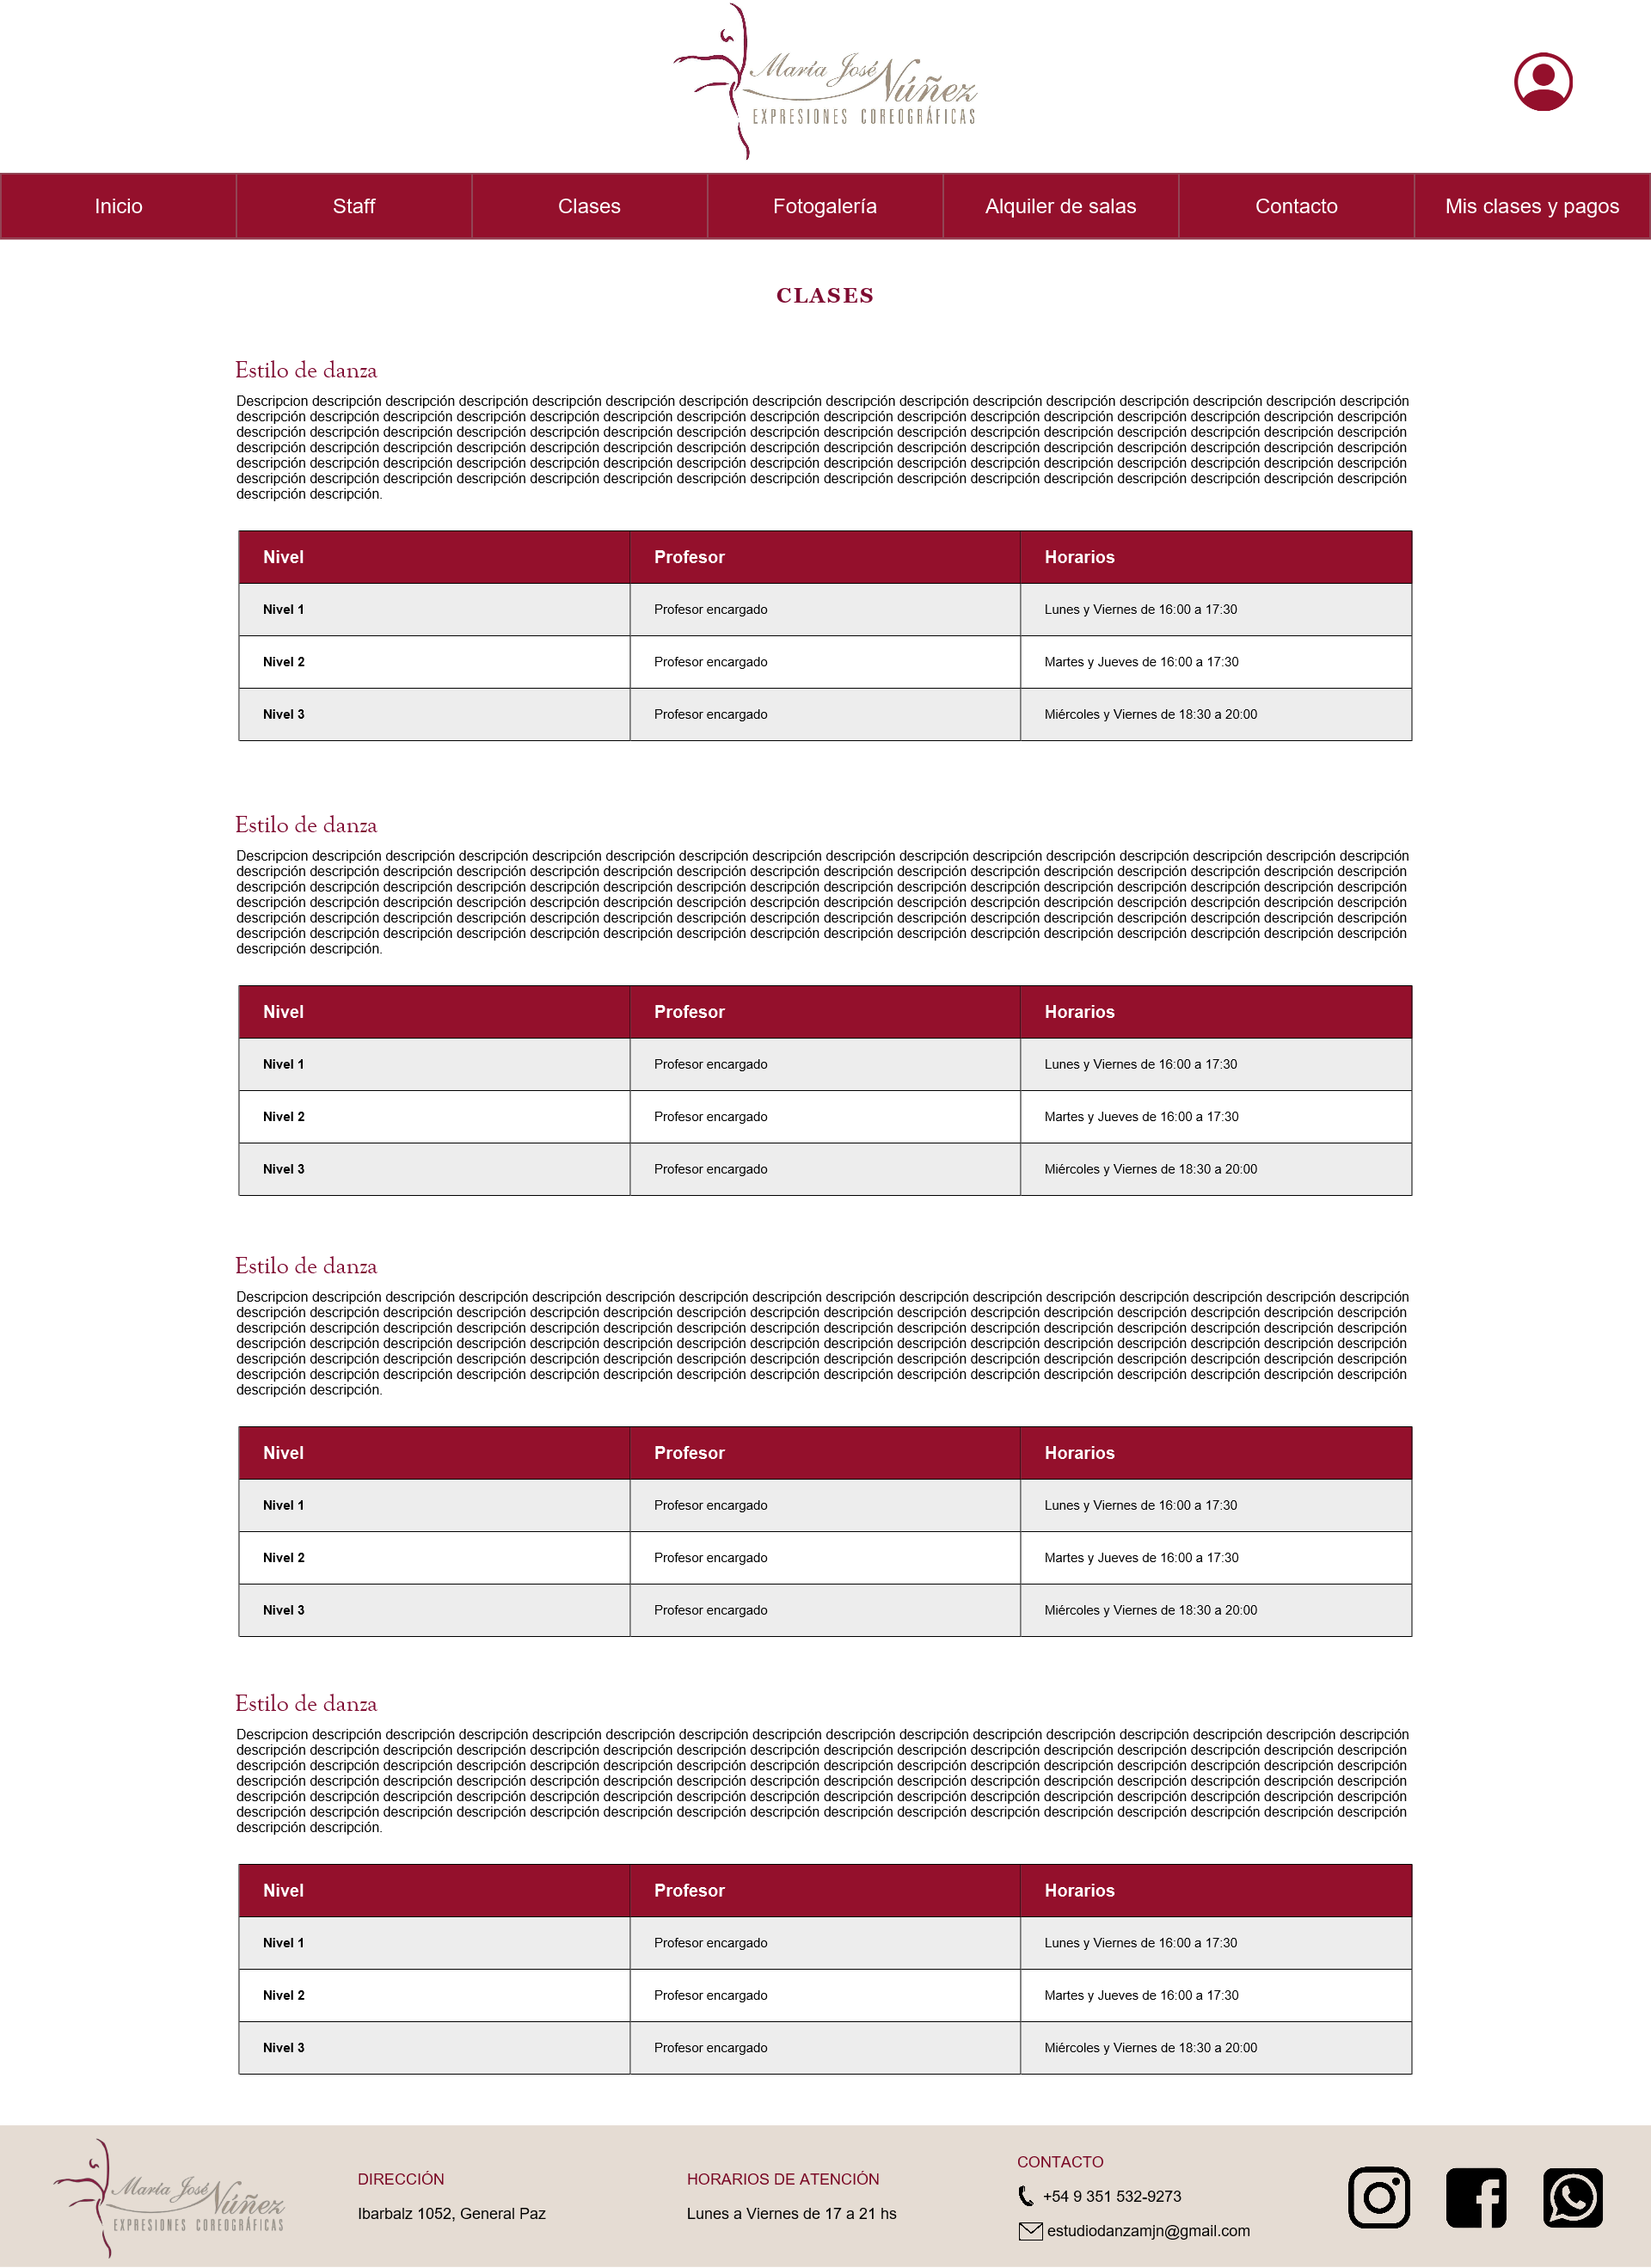 María José Núñez
EXPRESIONES COREOGRÁFICAS
Inicio
Staff
Clases
Fotogalería
Alquiler de salas
Contacto
Mis clases y pagos
CLASES
Estilo de danza
Descripcion descripción descripción descripción descripción descripción descripción descripción descripción descripción descripción descripción descripción descripción descripción descripción
descripción descripción descripción descripción descripción descripción descripción descripción descripción descripción descripción descripción descripción descripción descripción descripción
descripción descripción descripción descripción descripción descripción descripción descripción descripción descripción descripción descripción descripción descripción descripción descripción
descripción descripción descripción descripción descripción descripción descripción descripción descripción descripción descripción descripción descripción descripción descripción descripción
descripción descripción descripción descripción descripción descripción descripción descripción descripción descripción descripción descripción descripción descripción descripción descripción
descripción descripción descripción descripción descripción descripción descripción descripción descripción descripción descripción descripción descripción descripción descripción descripción
descripción descripción.
Nivel Profesor Horarios
Nivel 1 Profesor encargado Lunes y Viernes de 16:00 a 17:30
Nivel 2 Profesor encargado Martes y Jueves de 16:00 a 17:30
Nivel 3 Profesor encargado Miércoles y Viernes de 18:30 a 20:00
Estilo de danza
Descripcion descripción descripción descripción descripción descripción descripción descripción descripción descripción descripción descripción descripción descripción descripción descripción
descripción descripción descripción descripción descripción descripción descripción descripción descripción descripción descripción descripción descripción descripción descripción descripción
descripción descripción descripción descripción descripción descripción descripción descripción descripción descripción descripción descripción descripción descripción descripción descripción
descripción descripción descripción descripción descripción descripción descripción descripción descripción descripción descripción descripción descripción descripción descripción descripción
descripción descripción descripción descripción descripción descripción descripción descripción descripción descripción descripción descripción descripción descripción descripción descripción
descripción descripción descripción descripción descripción descripción descripción descripción descripción descripción descripción descripción descripción descripción descripción descripción
descripción descripción.
Nivel Profesor Horarios
Nivel 1 Profesor encargado Lunes y Viernes de 16:00 a 17:30
Nivel 2 Profesor encargado Martes y Jueves de 16:00 a 17:30
Nivel 3 Profesor encargado Miércoles y Viernes de 18:30 a 20:00
Estilo de danza
Descripcion descripción descripción descripción descripción descripción descripción descripción descripción descripción descripción descripción descripción descripción descripción descripción
descripción descripción descripción descripción descripción descripción descripción descripción descripción descripción descripción descripción descripción descripción descripción descripción
descripción descripción descripción descripción descripción descripción descripción descripción descripción descripción descripción descripción descripción descripción descripción descripción
descripción descripción descripción descripción descripción descripción descripción descripción descripción descripción descripción descripción descripción descripción descripción descripción
descripción descripción descripción descripción descripción descripción descripción descripción descripción descripción descripción descripción descripción descripción descripción descripción
descripción descripción descripción descripción descripción descripción descripción descripción descripción descripción descripción descripción descripción descripción descripción descripción
descripción descripción.
Nivel Profesor Horarios
Nivel 1 Profesor encargado Lunes y Viernes de 16:00 a 17:30
Nivel 2 Profesor encargado Martes y Jueves de 16:00 a 17:30
Nivel 3 Profesor encargado Miércoles y Viernes de 18:30 a 20:00
Estilo de danza
Descripcion descripción descripción descripción descripción descripción descripción descripción descripción descripción descripción descripción descripción descripción descripción descripción
descripción descripción descripción descripción descripción descripción descripción descripción descripción descripción descripción descripción descripción descripción descripción descripción
descripción descripción descripción descripción descripción descripción descripción descripción descripción descripción descripción descripción descripción descripción descripción descripción
descripción descripción descripción descripción descripción descripción descripción descripción descripción descripción descripción descripción descripción descripción descripción descripción
descripción descripción descripción descripción descripción descripción descripción descripción descripción descripción descripción descripción descripción descripción descripción descripción
descripción descripción descripción descripción descripción descripción descripción descripción descripción descripción descripción descripción descripción descripción descripción descripción
descripción descripción.
Nivel Profesor Horarios
Nivel 1 Profesor encargado Lunes y Viernes de 16:00 a 17:30
Nivel 2 Profesor encargado Martes y Jueves de 16:00 a 17:30
Nivel 3 Profesor encargado Miércoles y Viernes de 18:30 a 20:00
María José Núñez
EXPRESIONES COREOGRÁFICAS
DIRECCIÓN
Ibarbalz 1052, General Paz
HORARIOS DE ATENCIÓN
Lunes a Viernes de 17 a 21 hs
CONTACTO
+54 9 351 532-9273
estudiodanzamjn@gmail.com